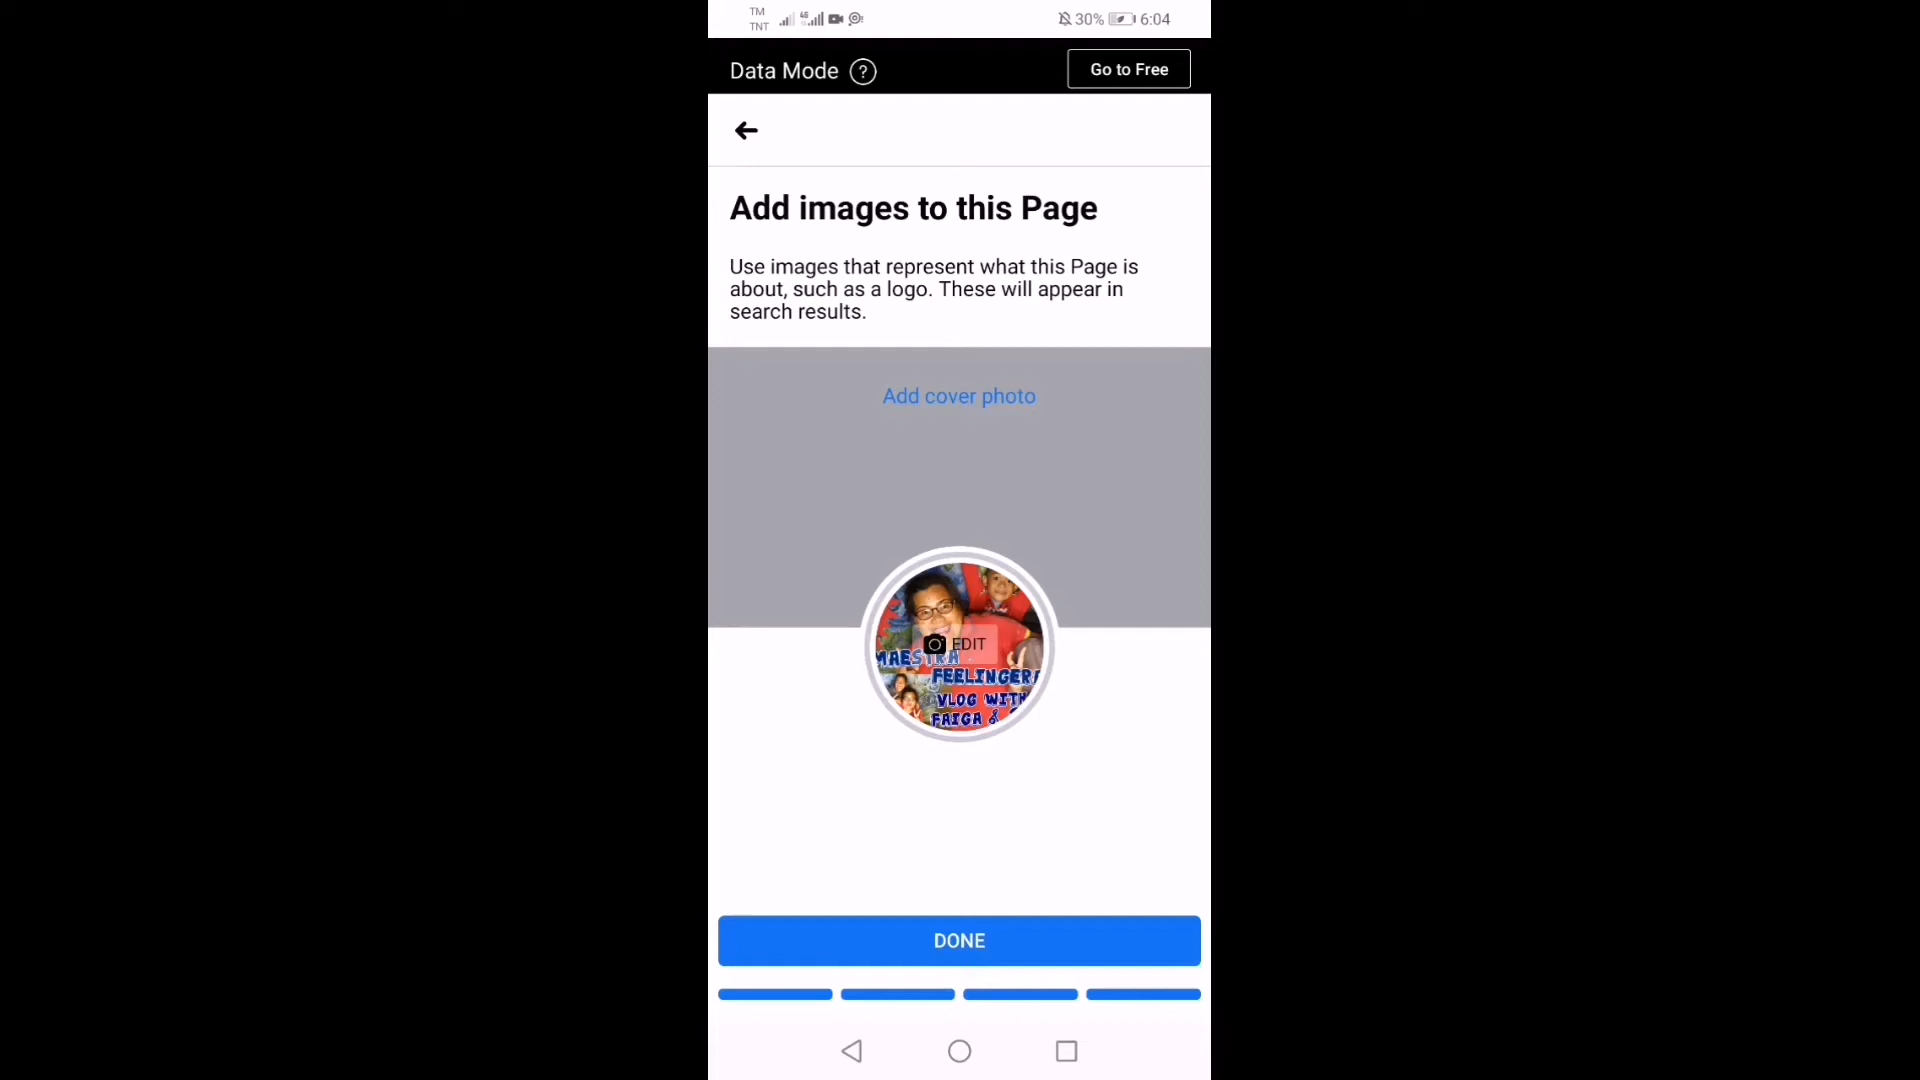 TM
TNT
4G
30% 6:04
Data Mode ?
Go to Free
Add images to this Page
Use images that represent what this Page is
about, such as a logo. These will appear in
search results.
Add cover photo
EDIT
MAESTRA
FEELINGERA
VLOG WITH
FAIGA &
DONE